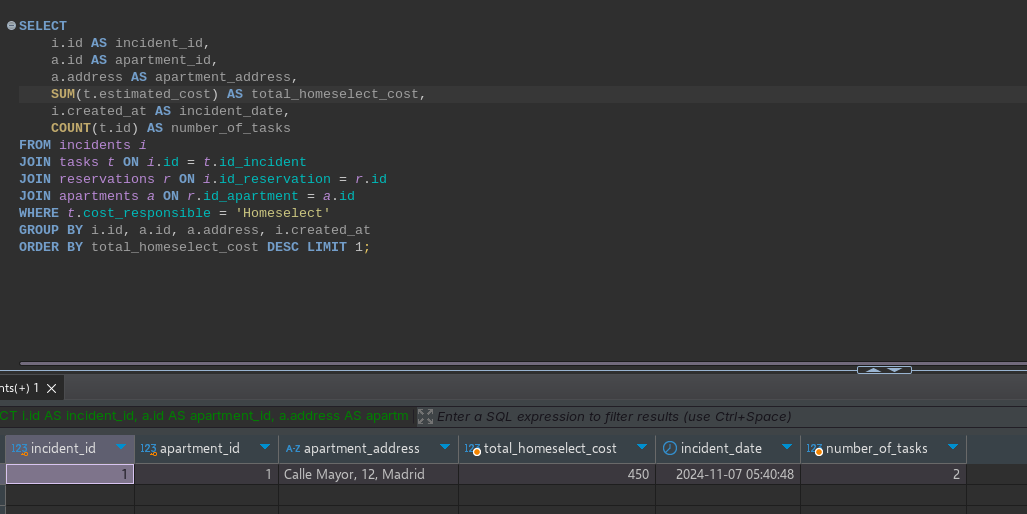 SELECT
i.id AS incident_id,
a.id AS apartment_id,
a.address AS apartment_address,
SUM(t.estimated_cost) AS total_homeselect_cost,
i.created_at AS incident_date,
COUNT(t.id) AS number_of_tasks
FROM incidents i
JOIN tasks t ON i.id = t.id_incident
JOIN reservations r ON i.id_reservation = r.id
JOIN apartments a ON r.id_apartment = a.id
WHERE t.cost_responsible = 'Homeselect'
GROUP BY i.id, a.id, a.address, i.created_at
ORDER BY total_homeselect_cost DESC LIMIT 1;
nts(+) 1
CT i.id AS incident_id, a.id AS apartment_id, a.address AS apartm Enter a SQL expression to filter results (use Ctrl+Space)
123 incident_id 123 apartment_id A-Z apartment_address 123 total_homeselect_cost incident_date 123 number_of_tasks
1 1 Calle Mayor, 12, Madrid 450 2024-11-07 05:40:48 2